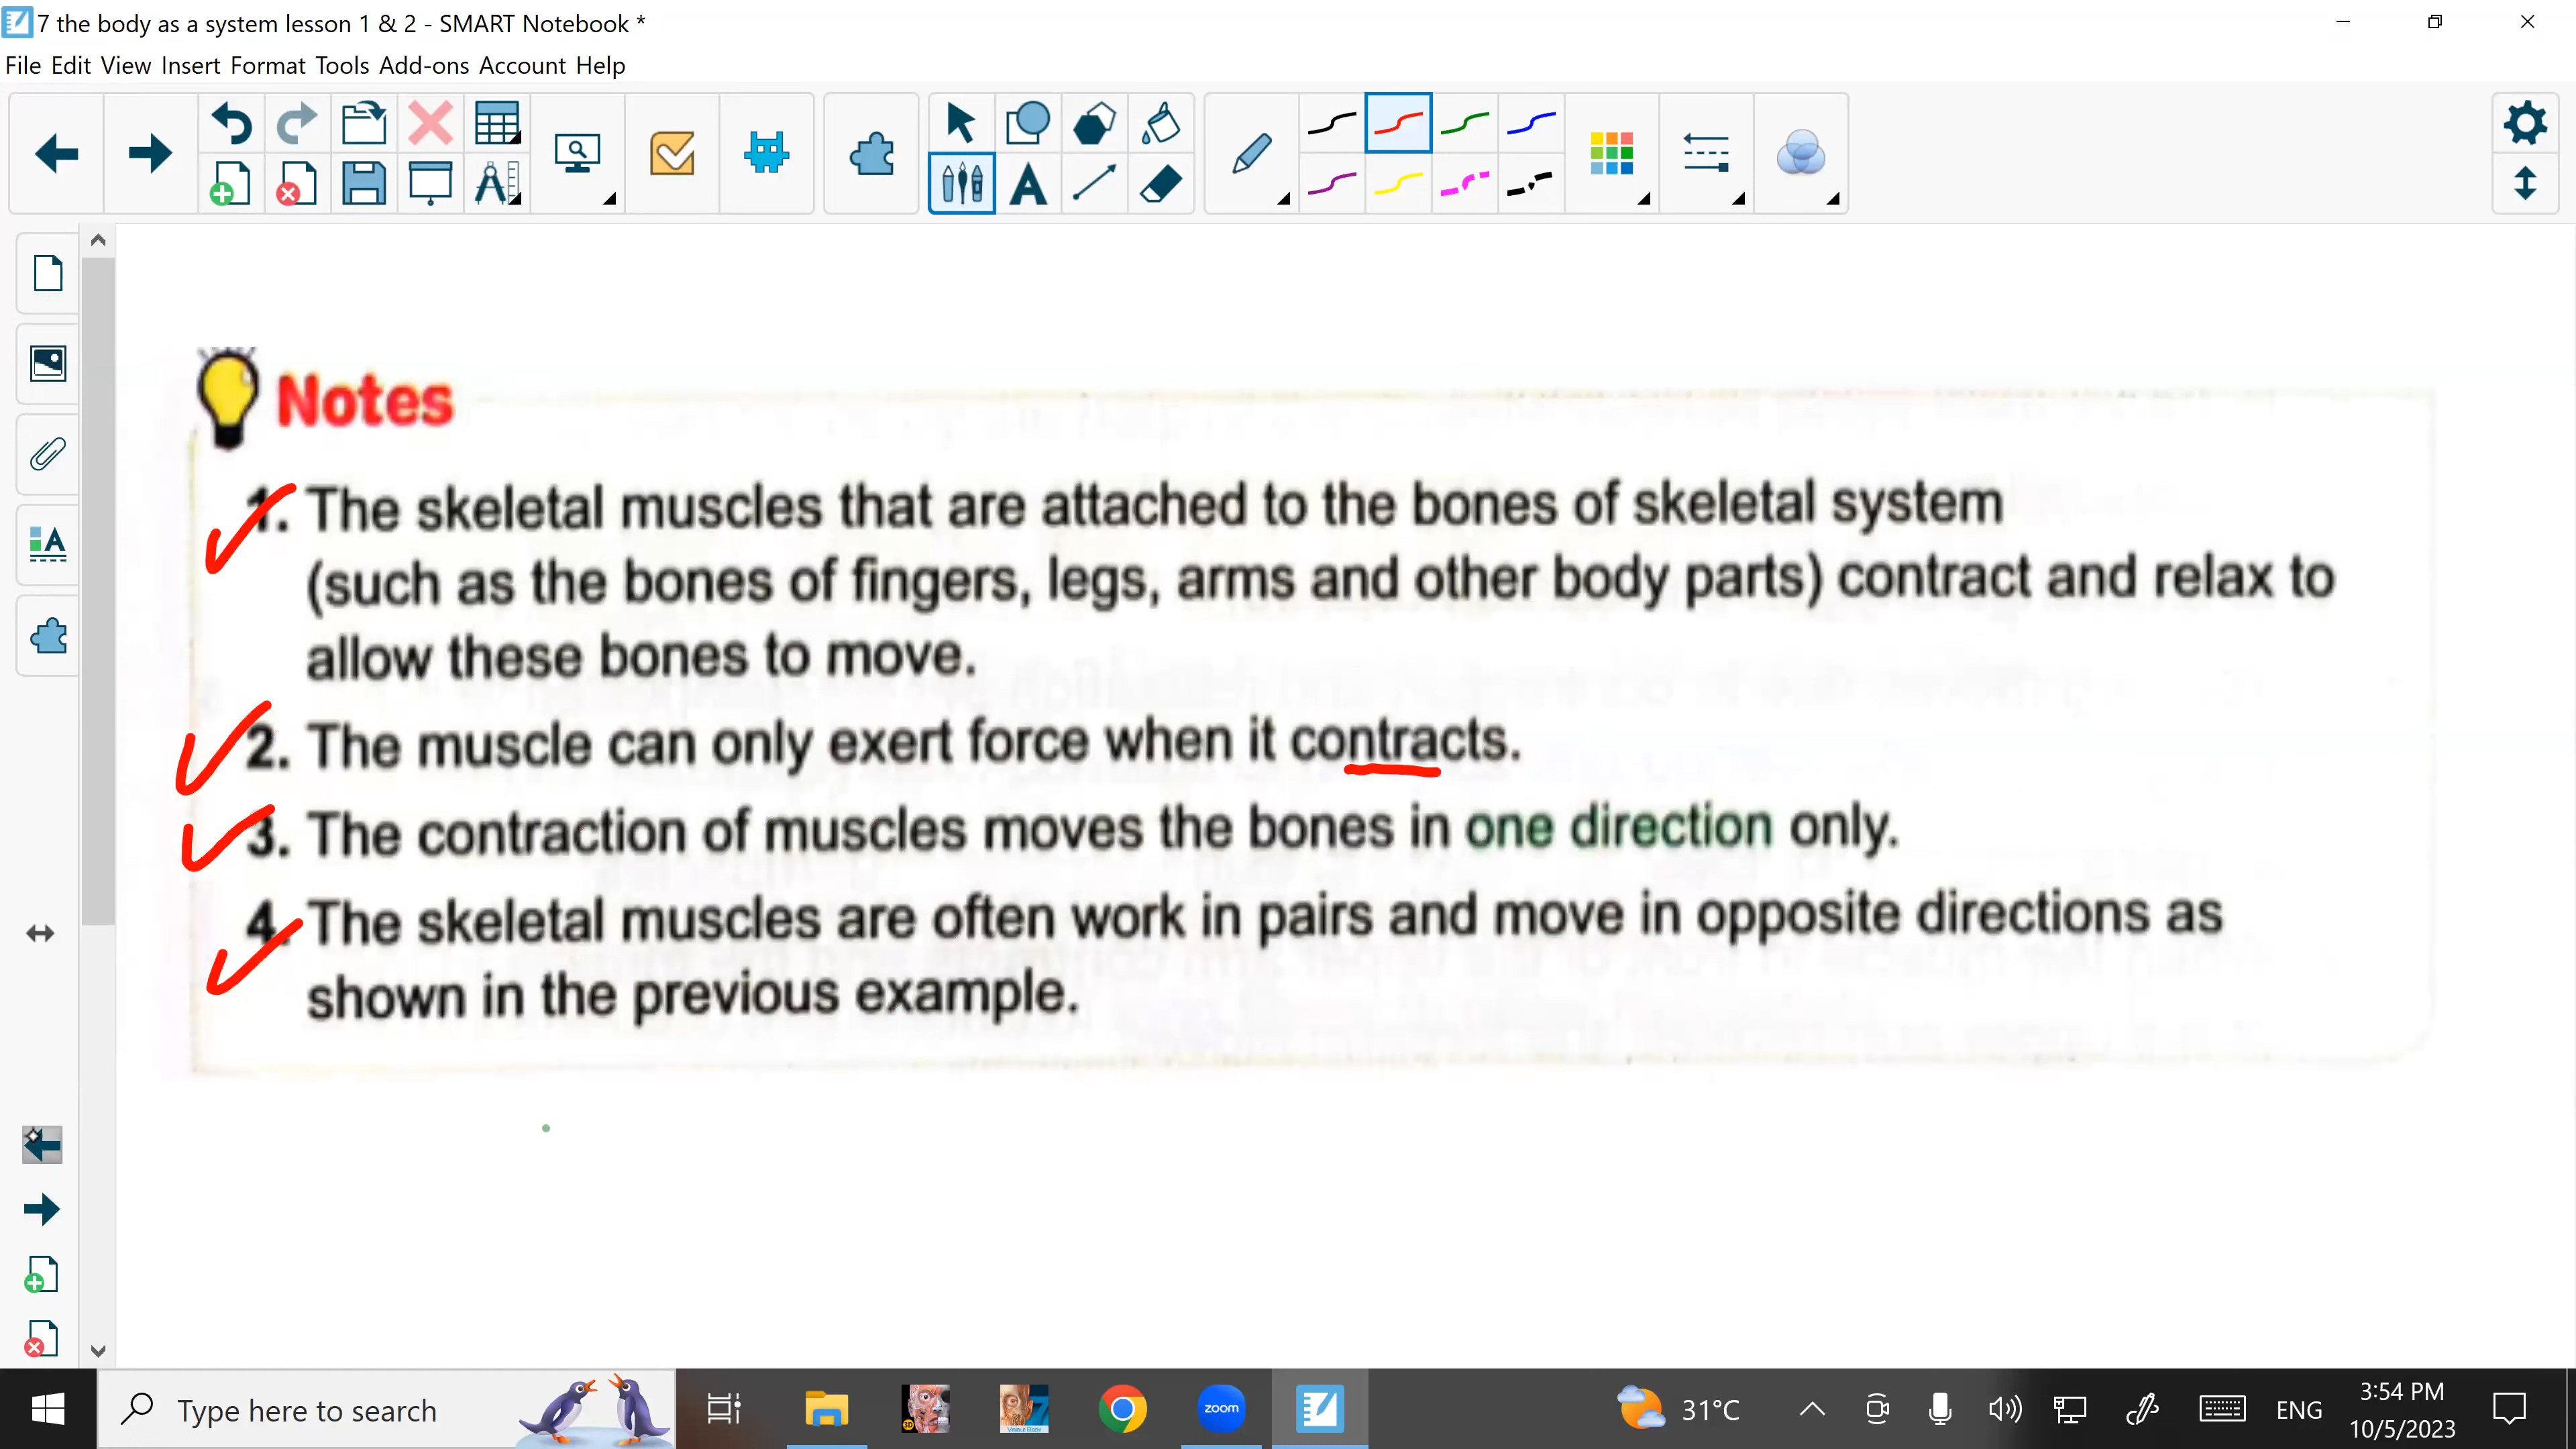 7 the body as a system lesson 1 & 2 - SMART Notebook *
File Edit View Insert Format Tools Add-ons Account Help
Notes
1. The skeletal muscles that are attached to the bones of skeletal system
(such as the bones of fingers, legs, arms and other body parts) contract and relax to
allow these bones to move.
2. The muscle can only exert force when it contracts.
3. The contraction of muscles moves the bones in one direction only.
4. The skeletal muscles are often work in pairs and move in opposite directions as
shown in the previous example.
Type here to search
zoom
31°C
ENG
3:54 PM
10/5/2023